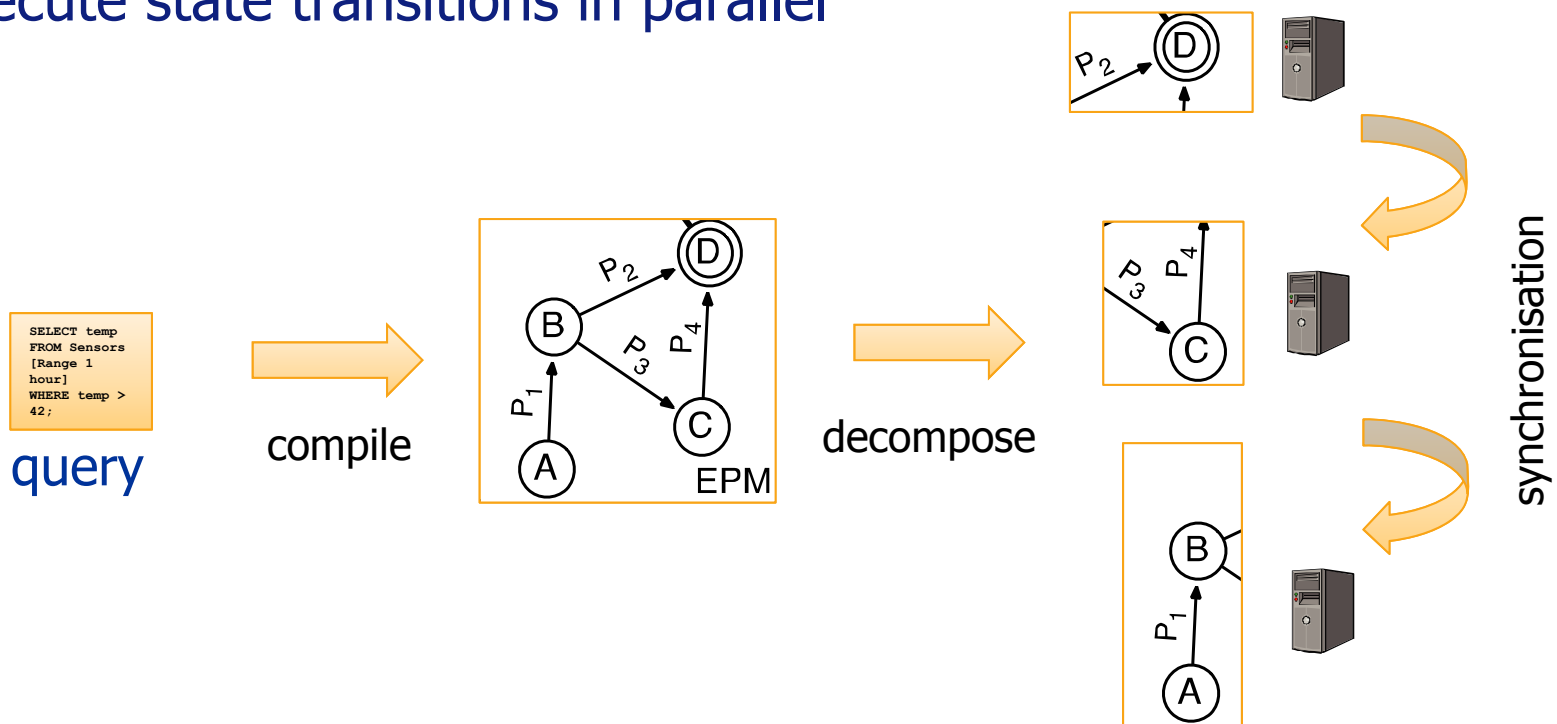 ecute state transitions in parallel
SELECT temp
FROM Sensors
[Range 1
hour]
WHERE temp >
42;
query
compile
D
P2
B
P3
P4
P1
C
A
EPM
decompose
P2
D
P3
P4
C
B
P1
A
synchronisation